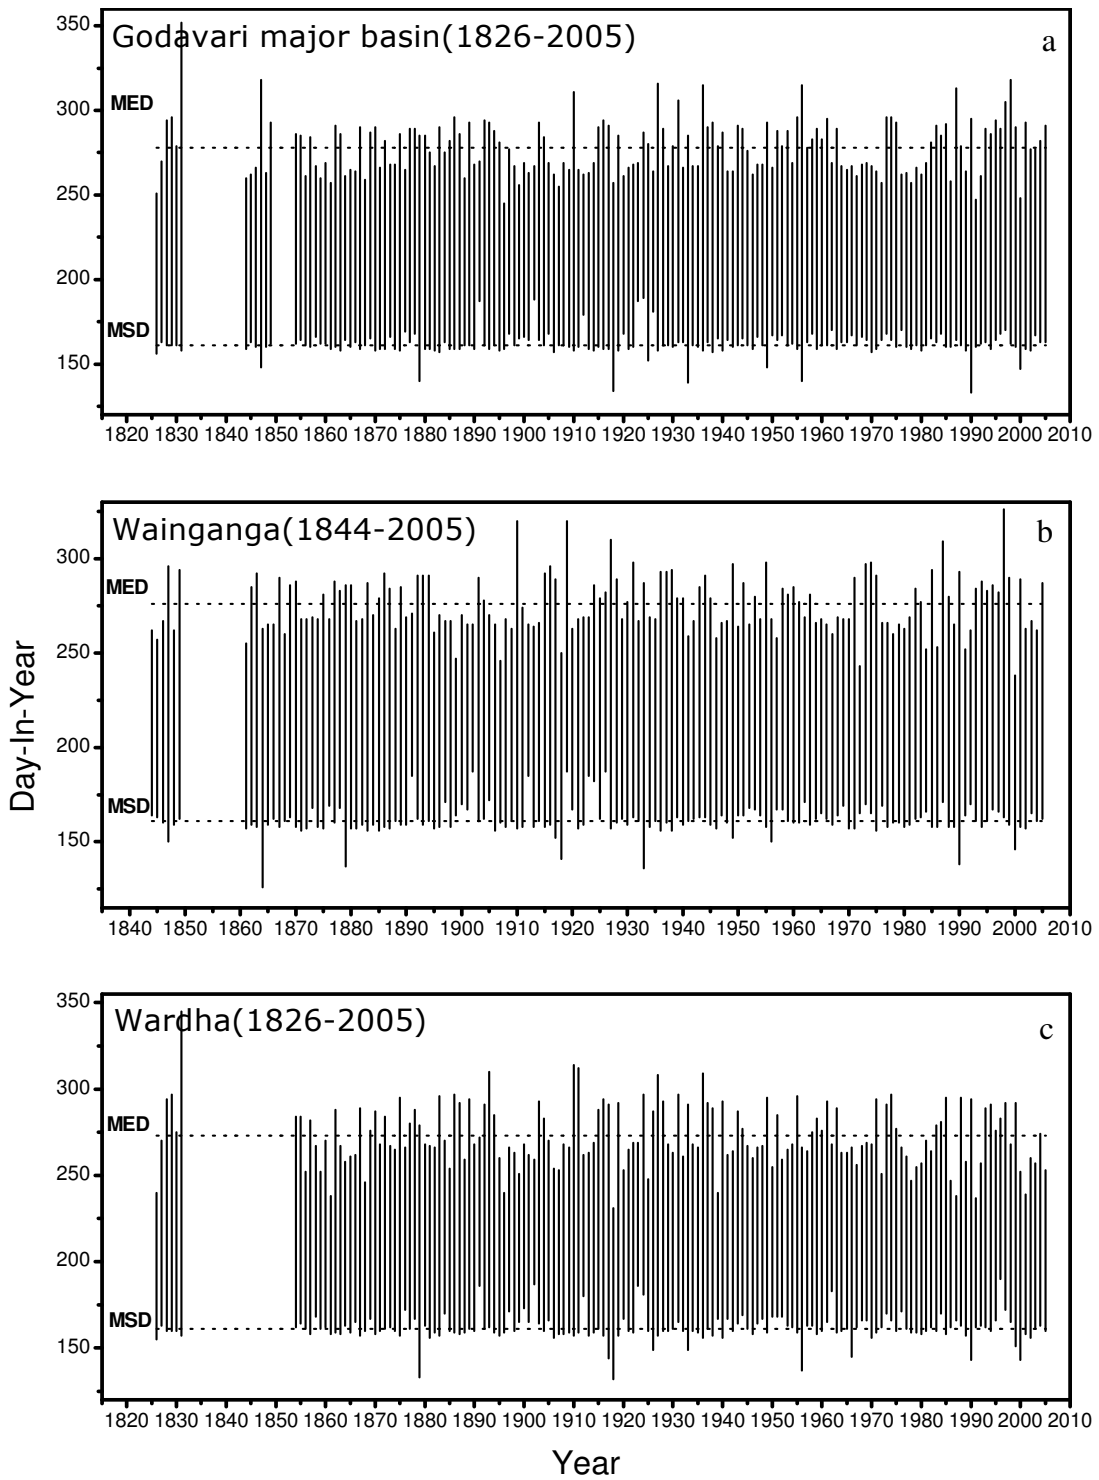 Godavari major basin(1826-2005)
a
350
MED
300
250
200
MSD
150
1820 1830 1840 1850 1860 1870 1880 1890 1900 1910 1920 1930 1940 1950 1960 1970 1980 1990 2000 2010
Wainganga(1844-2005)
b
300
MED
250
200
MSD
150
1840 1850 1860 1870 1880 1890 1900 1910 1920 1930 1940 1950 1960 1970 1980 1990 2000 2010
Day-In-Year
350
Wardha(1826-2005)
c
300
MED
250
200
MSD
150
1820 1830 1840 1850 1860 1870 1880 1890 1900 1910 1920 1930 1940 1950 1960 1970 1980 1990 2000 2010
Year